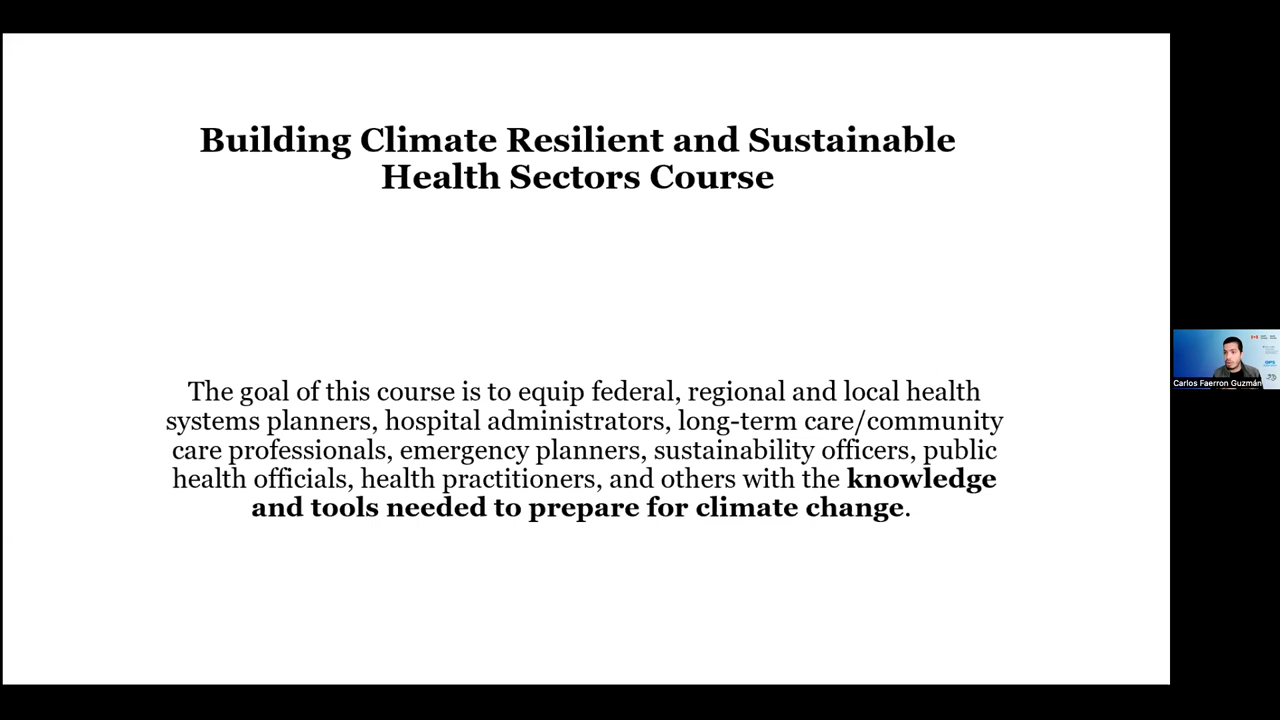 Building Climate Resilient and Sustainable
Health Sectors Course
The goal of this course is to equip federal, regional and local health
systems planners, hospital administrators, long-term care/community
care professionals, emergency planners, sustainability officers, public
health officials, health practitioners, and others with the knowledge
and tools needed to prepare for climate change.
Carlos Faerron Guzmán